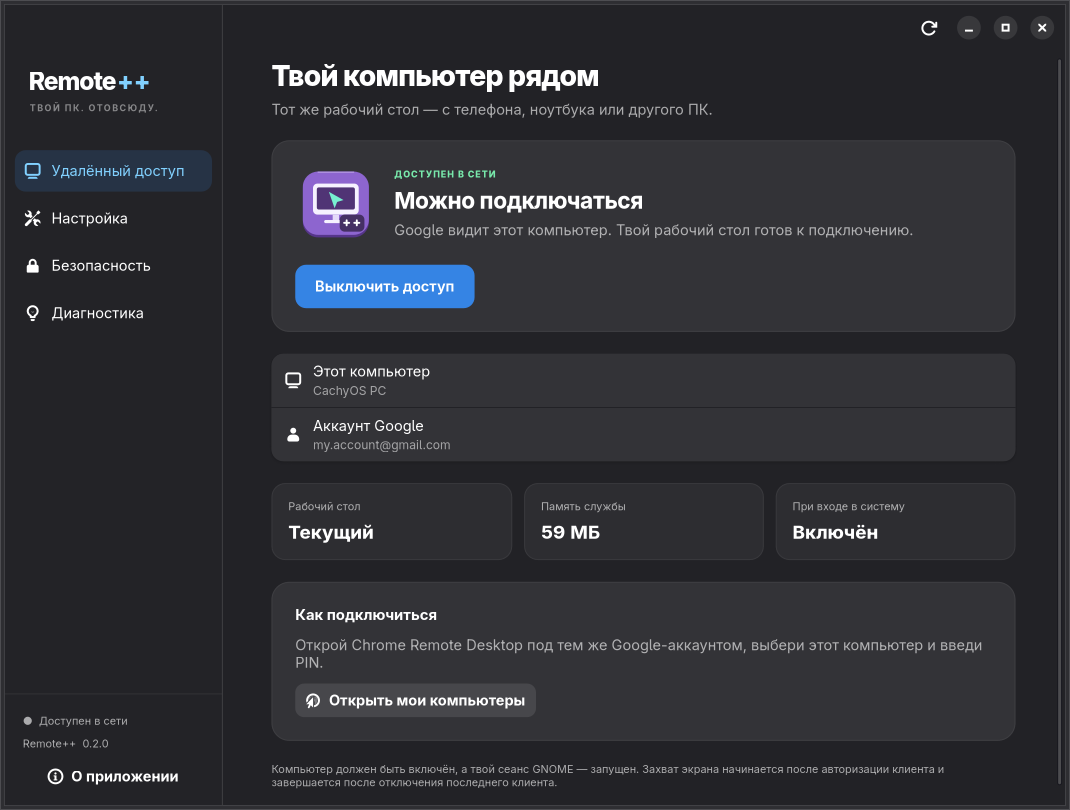 Remote++
ТВОЙ ПК. ОТОВСЮДУ.
Удалённый доступ
Настройка
Безопасность
Диагностика
Доступен в сети
Remote++ 0.2.0
О приложении
Твой компьютер рядом
Тот же рабочий стол — с телефона, ноутбука или другого ПК.
++
ДОСТУПЕН В СЕТИ
Можно подключаться
Google видит этот компьютер. Твой рабочий стол готов к подключению.
Выключить доступ
Этот компьютер
CachyOS PC
Аккаунт Google
my.account@gmail.com
Рабочий стол
Текущий
Память службы
59 МБ
При входе в систему
Включён
Как подключиться
Открой Chrome Remote Desktop под тем же Google-аккаунтом, выбери этот компьютер и введи
PIN.
Открыть мои компьютеры
Компьютер должен быть включён, а твой сеанс GNOME — запущен. Захват экрана начинается после авторизации клиента и
завершается после отключения последнего клиента.